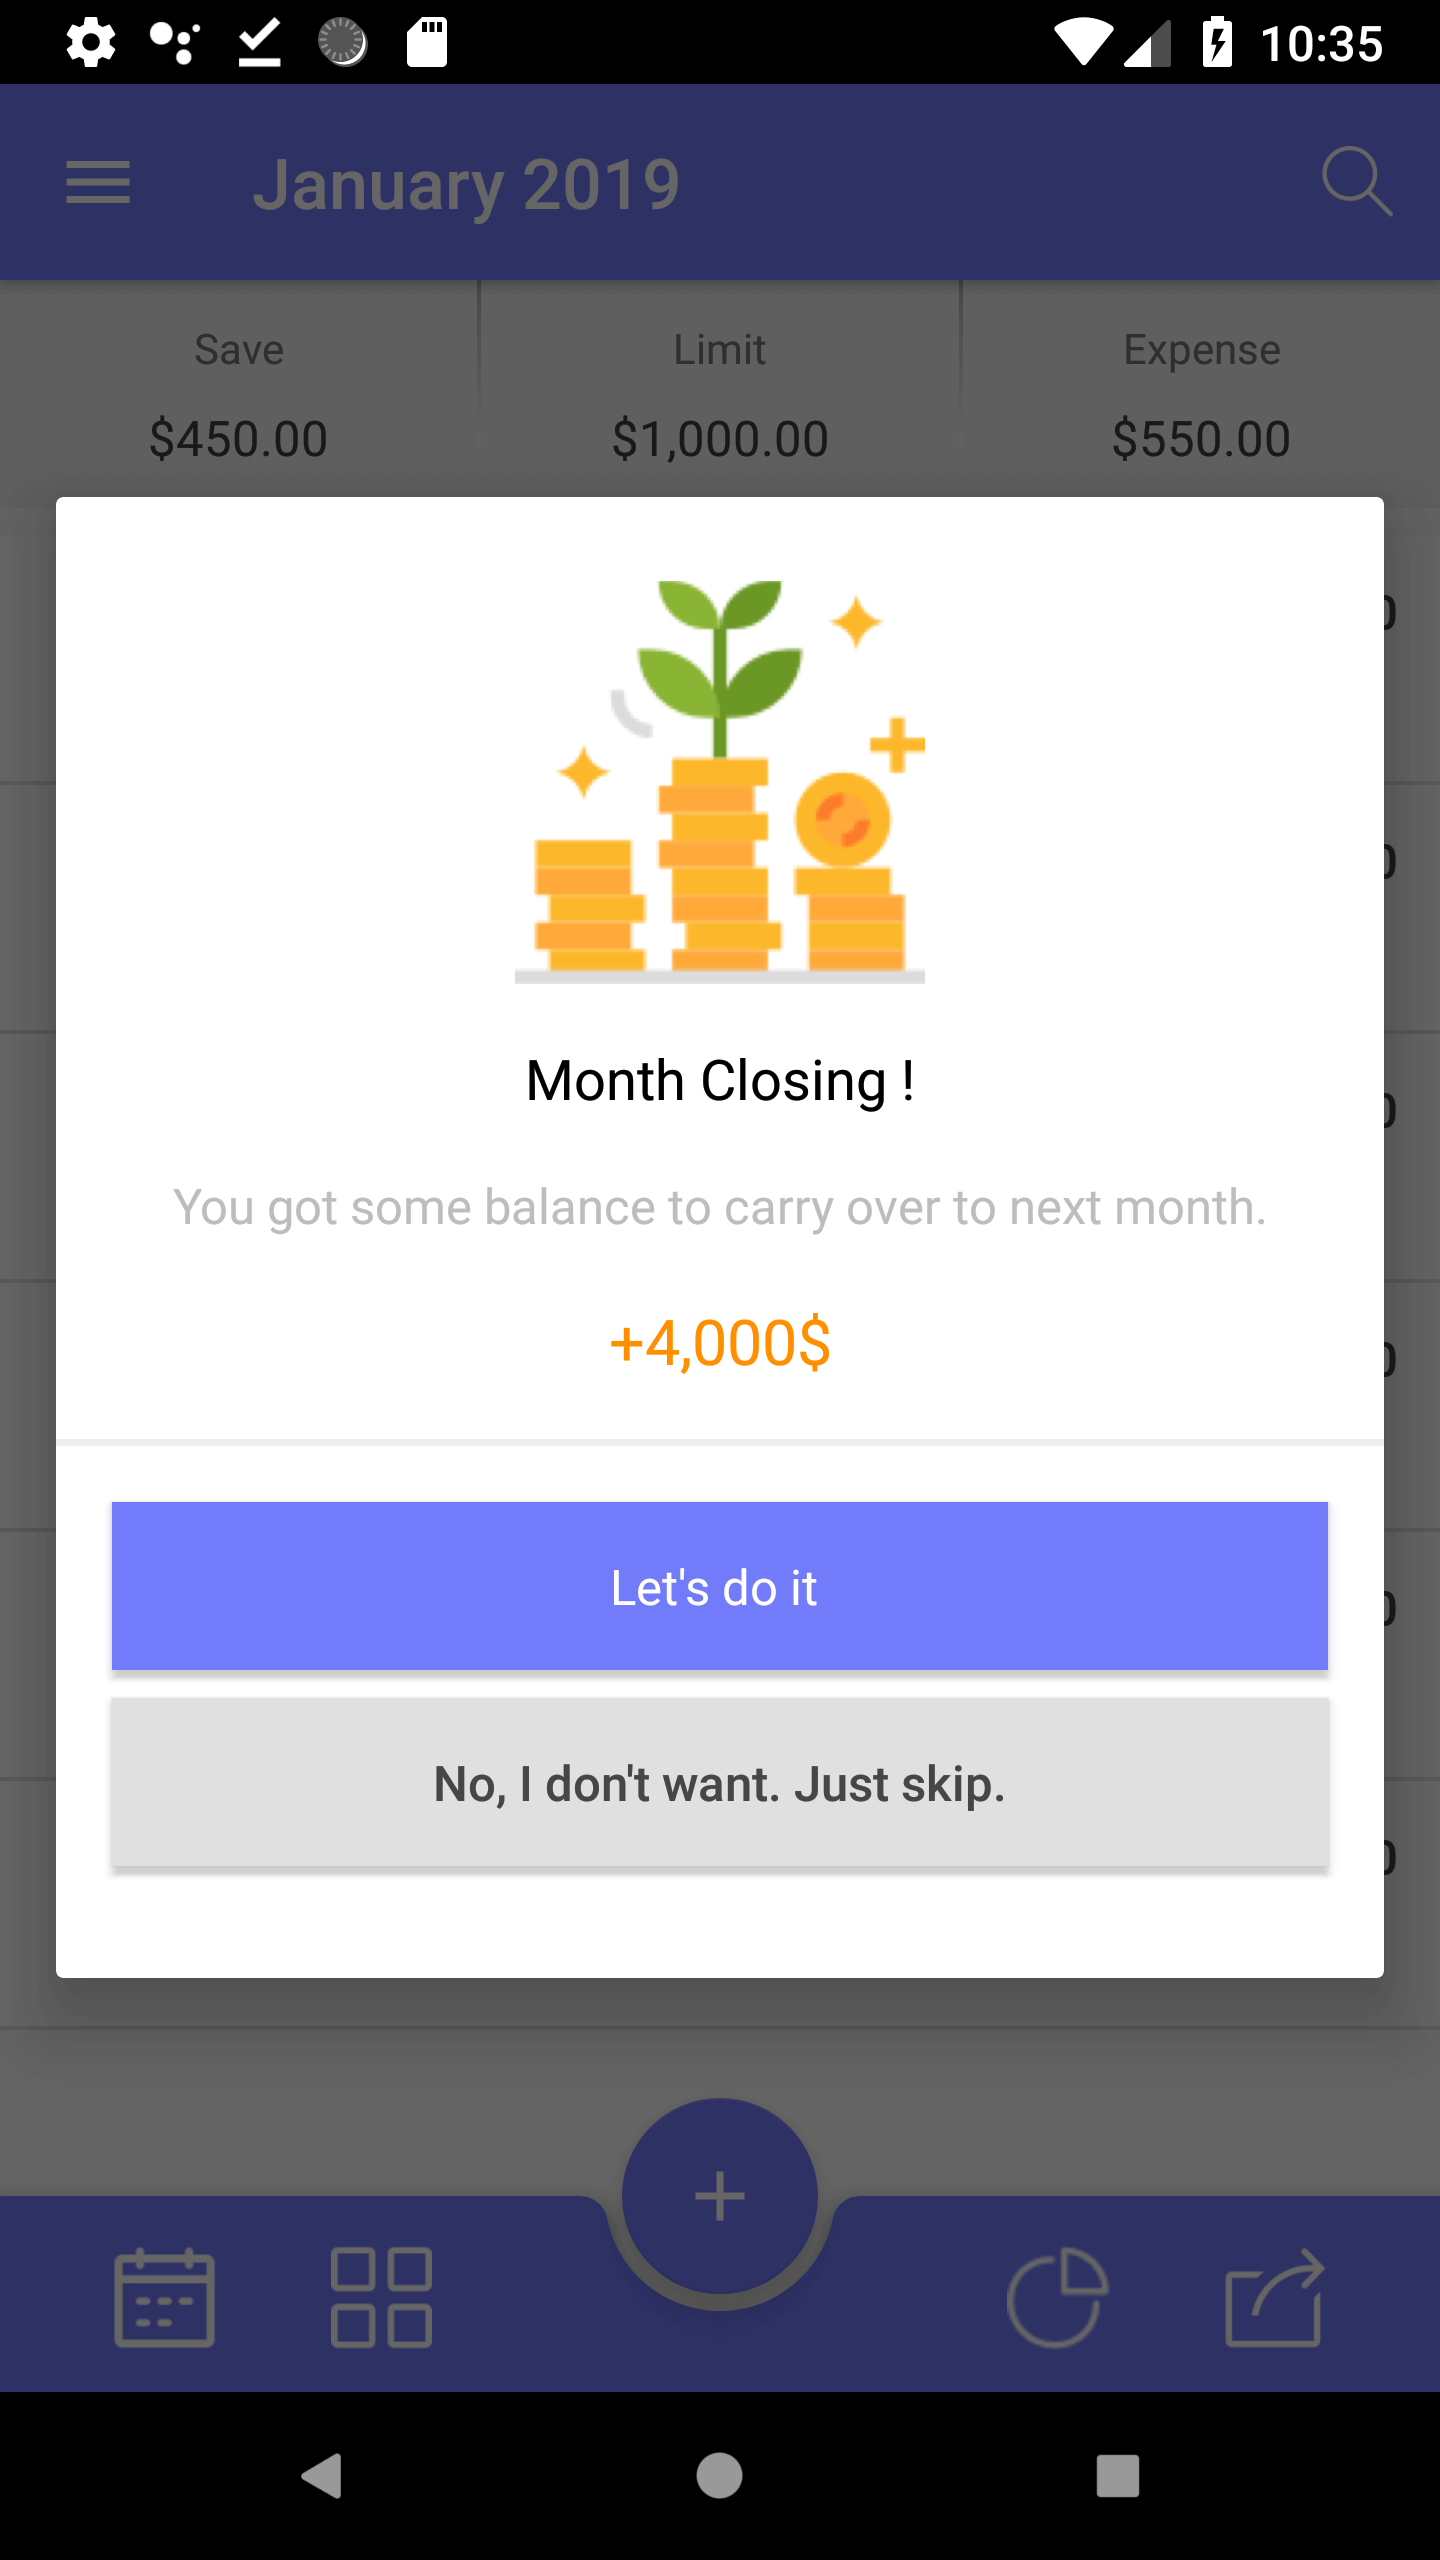 10:35
January 2019
Save
Limit
Expense
$450.00
$1,000.00
$550.00
Month Closing !
You got some balance to carry over to next month.
+4,000$
Let's do it
No, I don't want. Just skip.